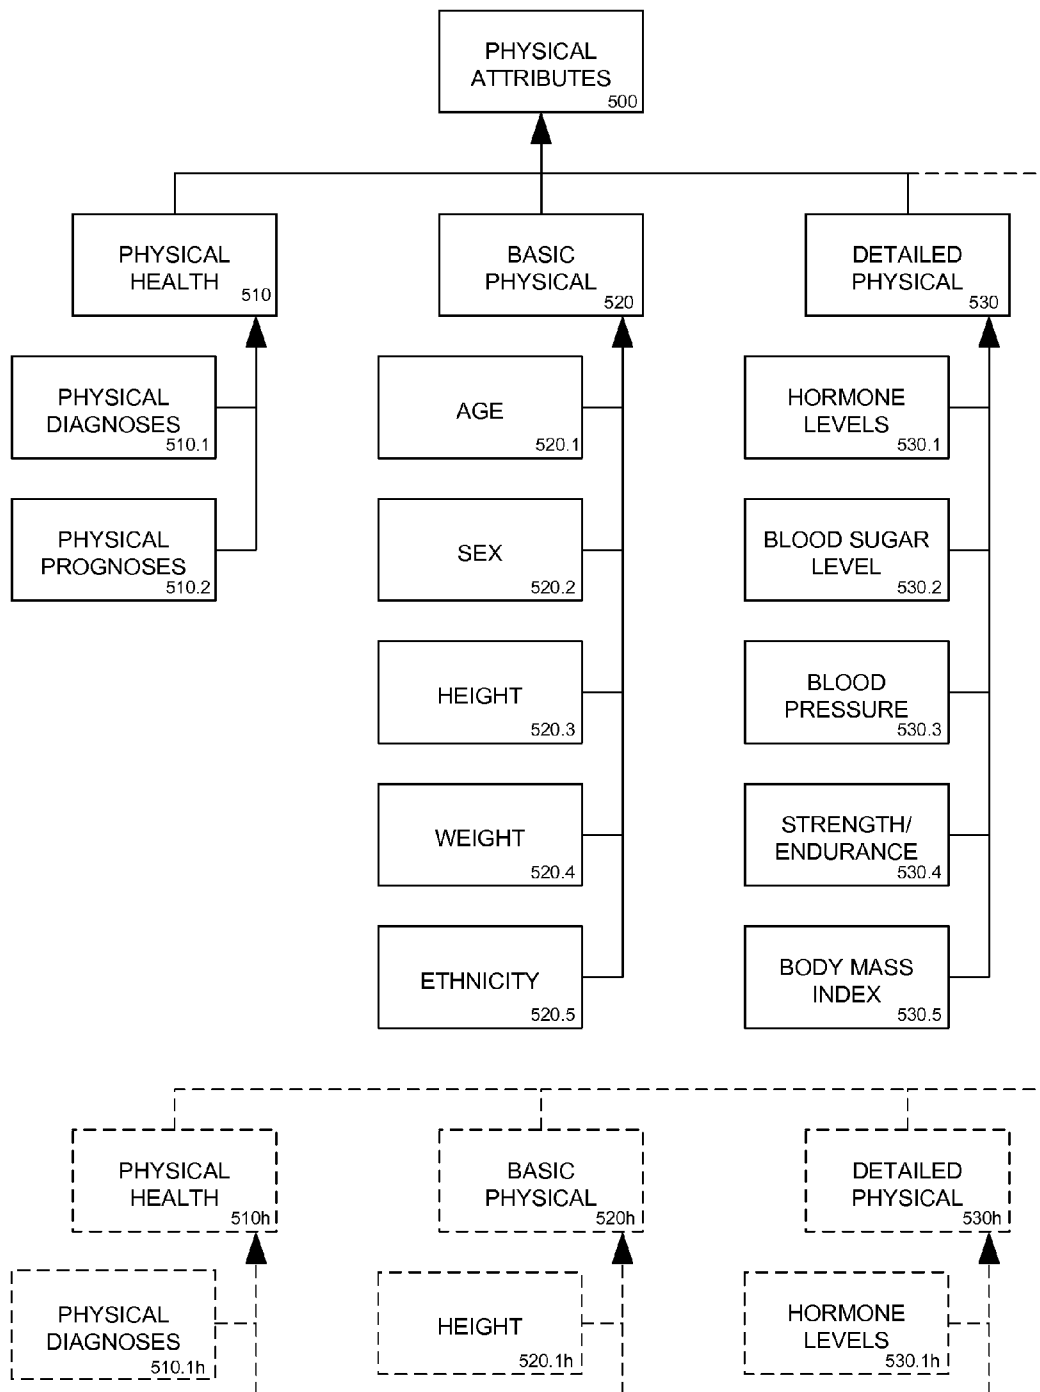 PHYSICAL
ATTRIBUTES
500
PHYSICAL
HEALTH
510
BASIC
PHYSICAL
520
DETAILED
PHYSICAL
530
PHYSICAL
DIAGNOSES
510.1
AGE
520.1
HORMONE
LEVELS
530.1
PHYSICAL
PROGNOSES
510.2
SEX
520.2
BLOOD SUGAR
LEVEL
530.2
HEIGHT
520.3
BLOOD
PRESSURE
530.3
WEIGHT
520.4
STRENGTH/
ENDURANCE
530.4
ETHNICITY
520.5
BODY MASS
INDEX
530.5
PHYSICAL
HEALTH
510h
BASIC
PHYSICAL
520h
DETAILED
PHYSICAL
530h
PHYSICAL
DIAGNOSES
510.1h
HEIGHT
520.1h
HORMONE
LEVELS
530.1h